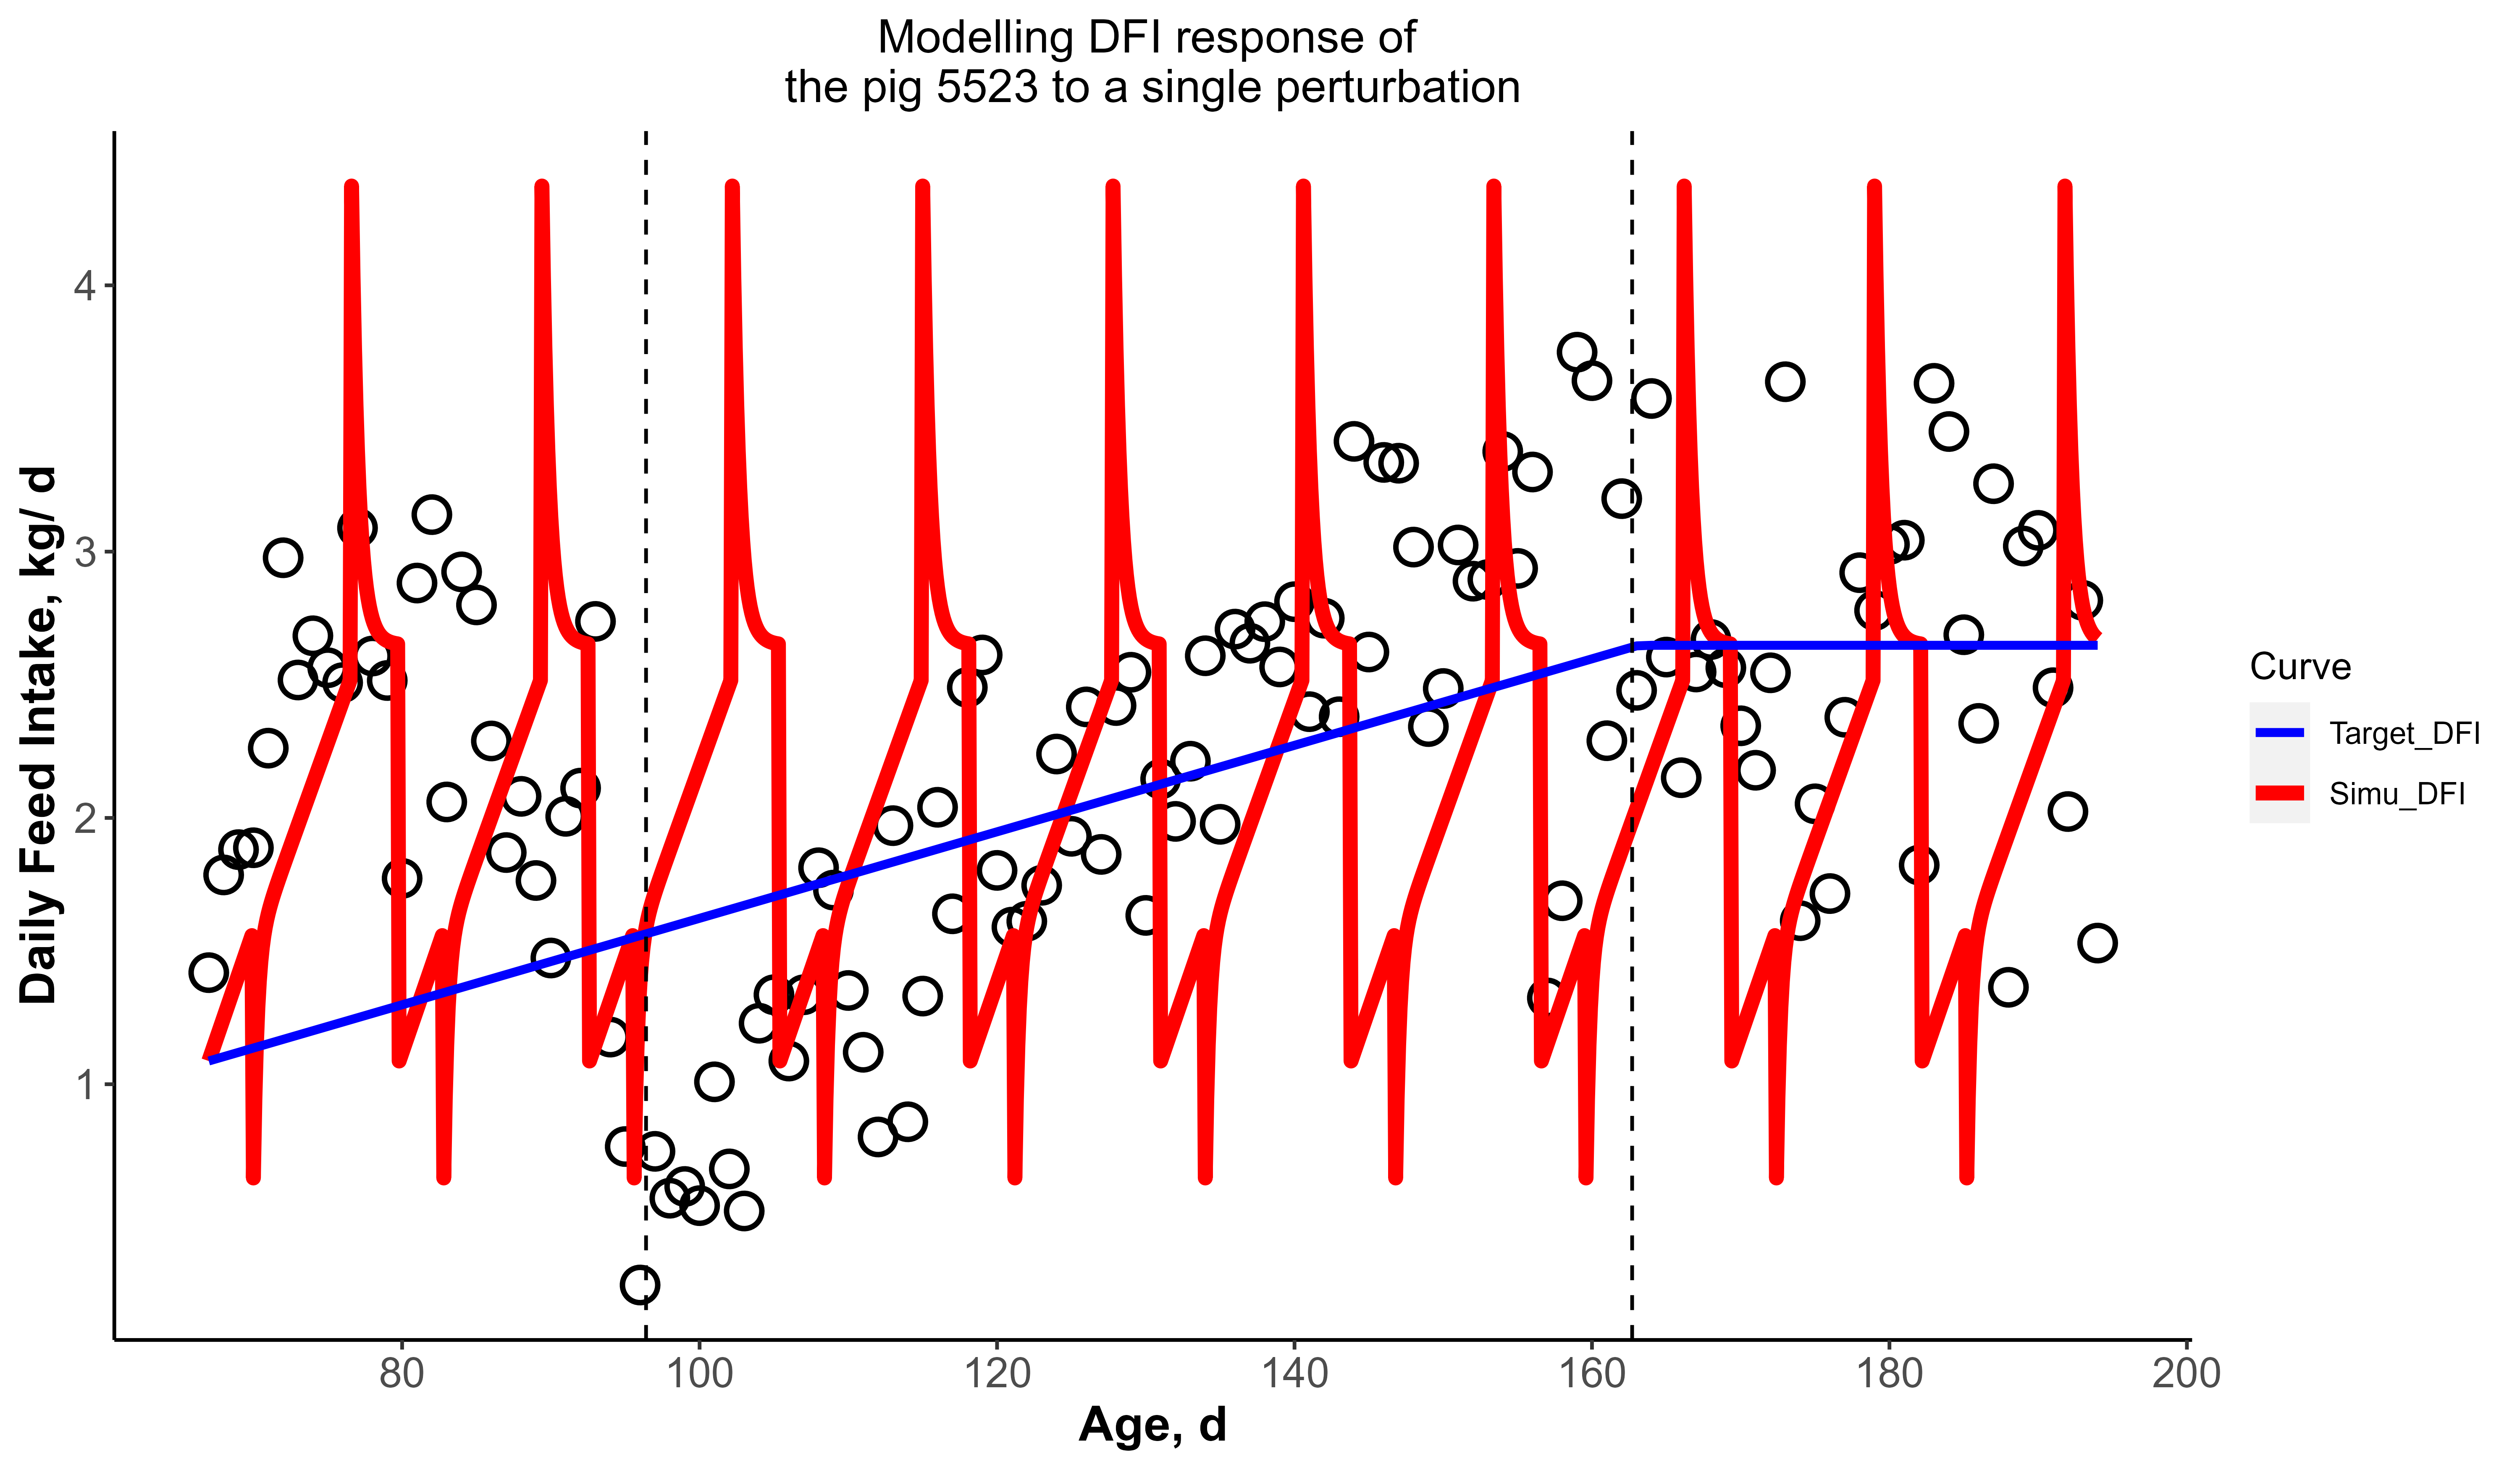 Modelling DFI response of
the pig 5523 to a single perturbation
Daily Feed Intake, kg/ d
4
3
2
1
80 100 120 140 160 180 200
Age, d
Curve
Target_DFI
Simu_DFI